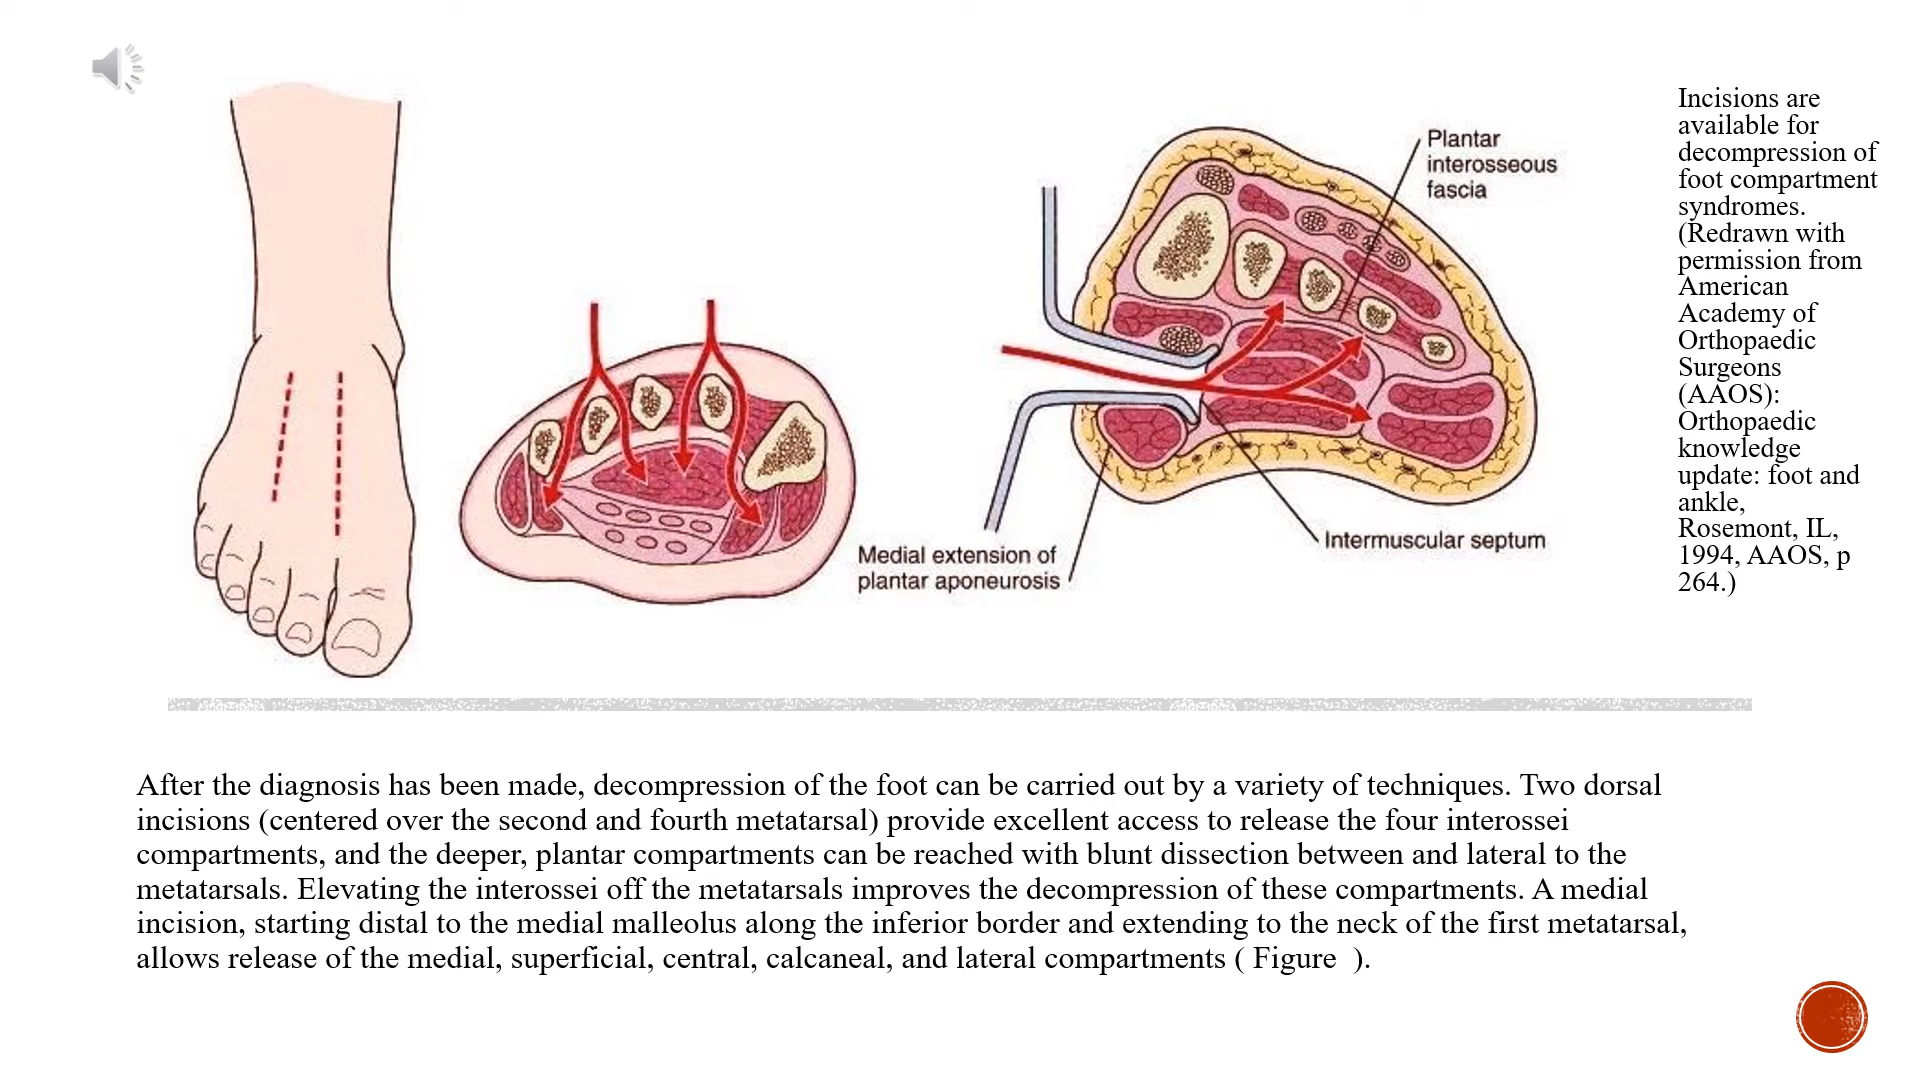 Plantar
interosseous
fascia
Medial extension of
plantar aponeurosis
Intermuscular septum
Incisions are
available for
decompression of
foot compartment
syndromes.
(Redrawn with
permission from
American
Academy of
Orthopaedic
Surgeons
(AAOS):
Orthopaedic
knowledge
update: foot and
ankle,
Rosemont, IL,
1994, AAOS, p
264.)
After the diagnosis has been made, decompression of the foot can be carried out by a variety of techniques. Two dorsal
incisions (centered over the second and fourth metatarsal) provide excellent access to release the four interossei
compartments, and the deeper, plantar compartments can be reached with blunt dissection between and lateral to the
metatarsals. Elevating the interossei off the metatarsals improves the decompression of these compartments. A medial
incision, starting distal to the medial malleolus along the inferior border and extending to the neck of the first metatarsal,
allows release of the medial, superficial, central, calcaneal, and lateral compartments ( Figure  ).